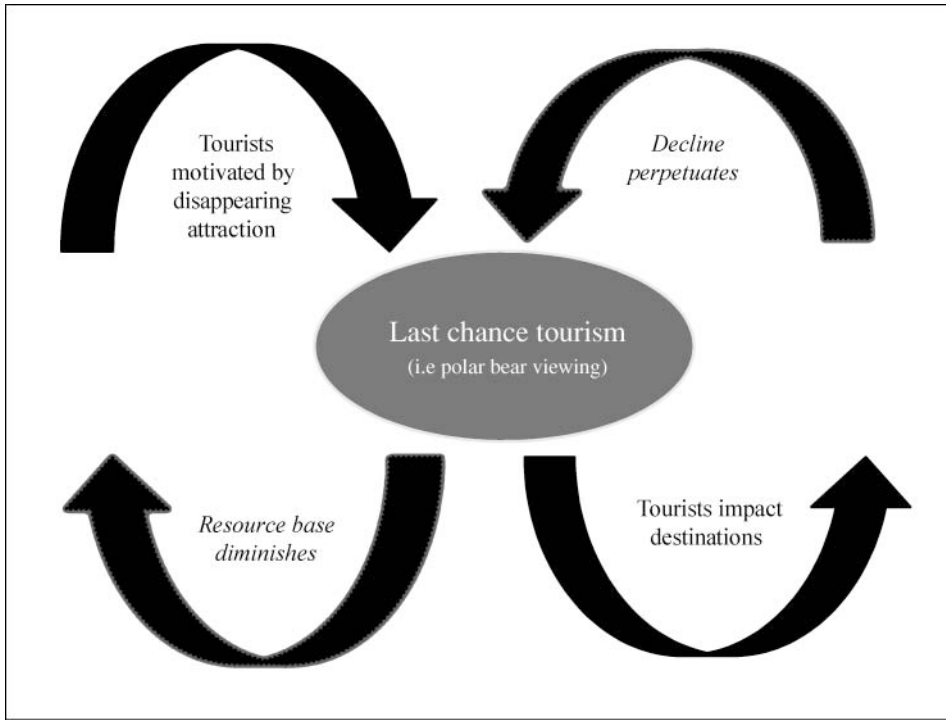 Tourists
motivated by
disappearing
attraction
Decline
perpetuates
Last chance tourism
(i.e polar bear viewing)
Resource base
diminishes
Tourists impact
destinations